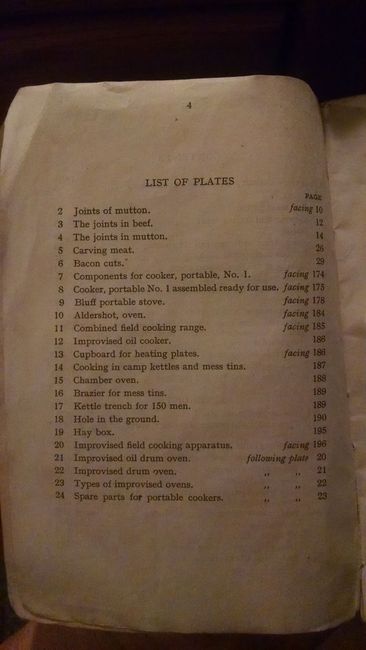 4
LIST OF PLATES
PAGE
2 Joints of mutton. facing 10
3 The joints in beef. 12
4 The joints in mutton. 14
5 Carving meat. 26
6 Bacon cuts. 29
7 Components for cooker, portable, No. 1. facing 174
8 Cooker, portable No. 1 assembled ready for use. facing 175
9 Bluff portable stove. facing 178
10 Aldershot, oven. facing 184
11 Combined field cooking range. facing 185
12 Improvised oil cooker. 186
13 Cupboard for heating plates. facing 186
14 Cooking in camp kettles and mess tins. 187
15 Chamber oven. 188
16 Brazier for mess tins. 189
17 Kettle trench for 150 men. 189
18 Hole in the ground. 190
19 Hay box. 195
20 Improvised field cooking apparatus. facing 196
21 Improvised oil drum oven. following plate 20
22 Improvised drum oven. ,, ,, 21
23 Types of improvised ovens. ,, ,, 22
24 Spare parts for portable cookers. ,, ,, 23